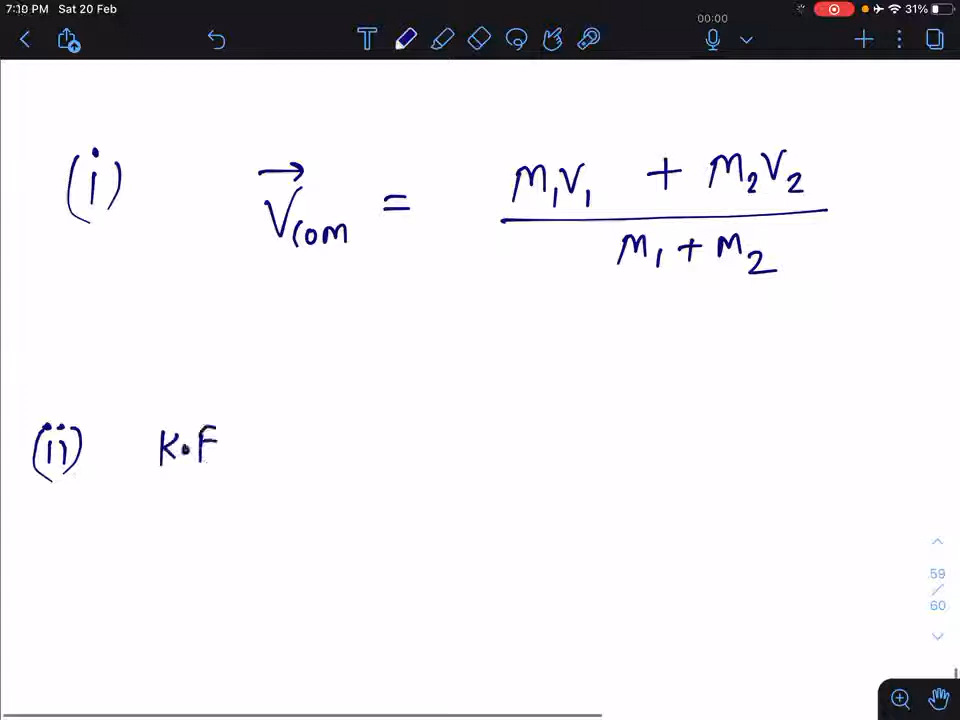 7:10 PM Sat 20 Feb 00:00 31%
(i) V⃗com = M₁V₁ + M₂V₂ / M₁ + M₂
(ii) K.F
59
/
60